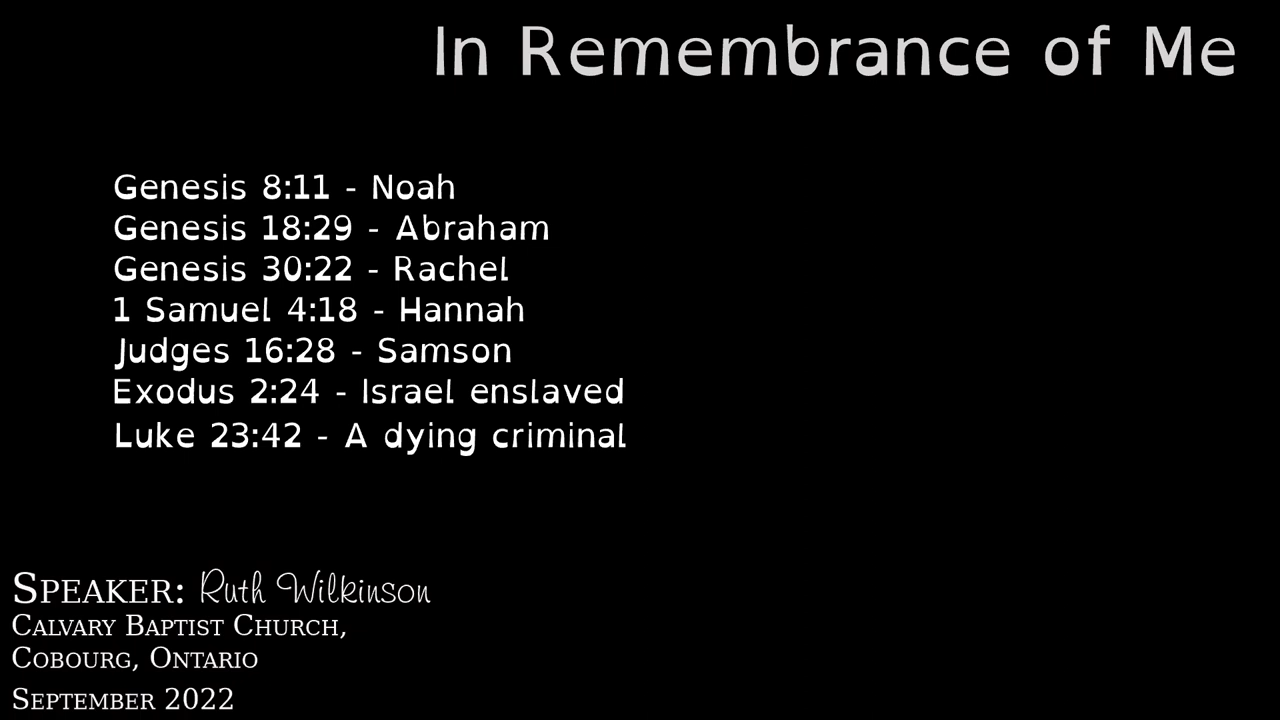 In Remembrance of Me
Genesis 8:11 - Noah
Genesis 18:29 - Abraham
Genesis 30:22 - Rachel
1 Samuel 4:18 - Hannah
Judges 16:28 - Samson
Exodus 2:24 - Israel enslaved
Luke 23:42 - A dying criminal
Speaker: Ruth Wilkinson
Calvary Baptist Church,
Cobourg, Ontario
September 2022